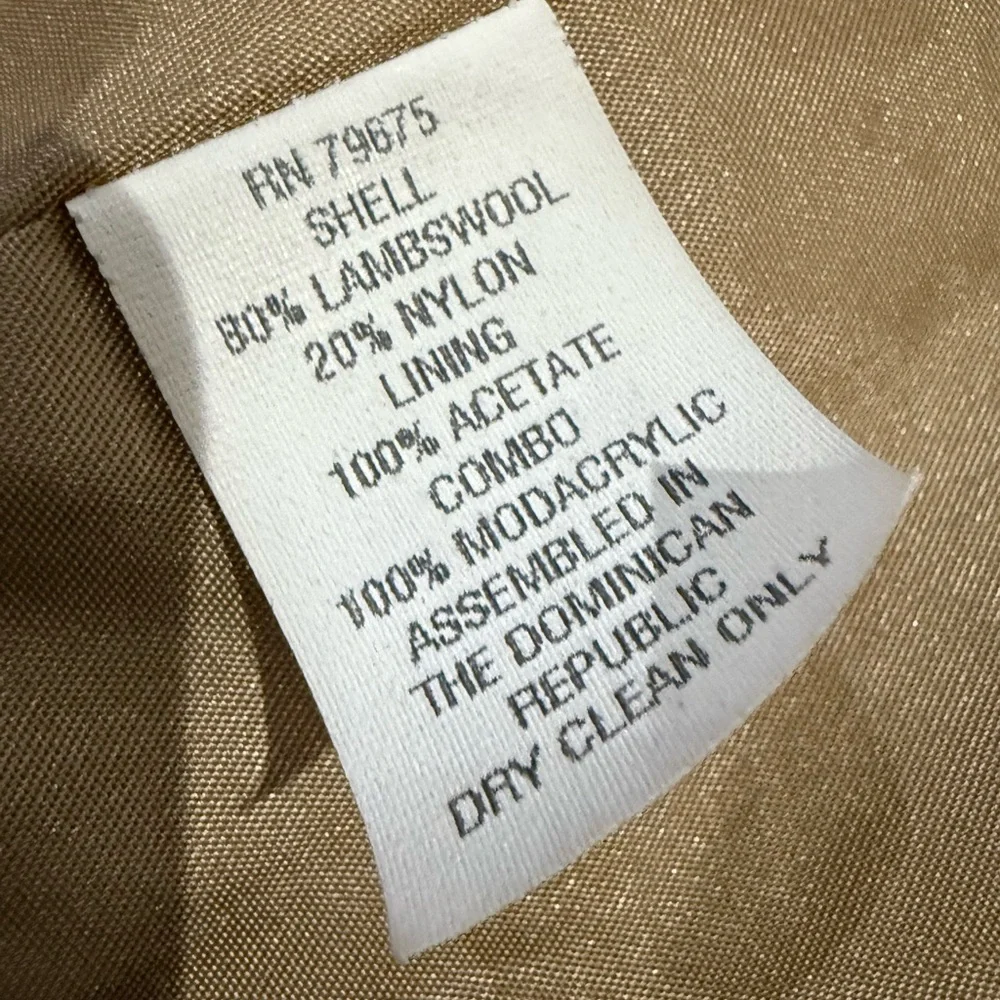 RN 79675
SHELL
80% LAMBSWOOL
20% NYLON
LINING
100% ACETATE
COMBO
100% MODACRYLIC
ASSEMBLED IN
THE DOMINICAN
REPUBLIC
DRY CLEAN ONLY